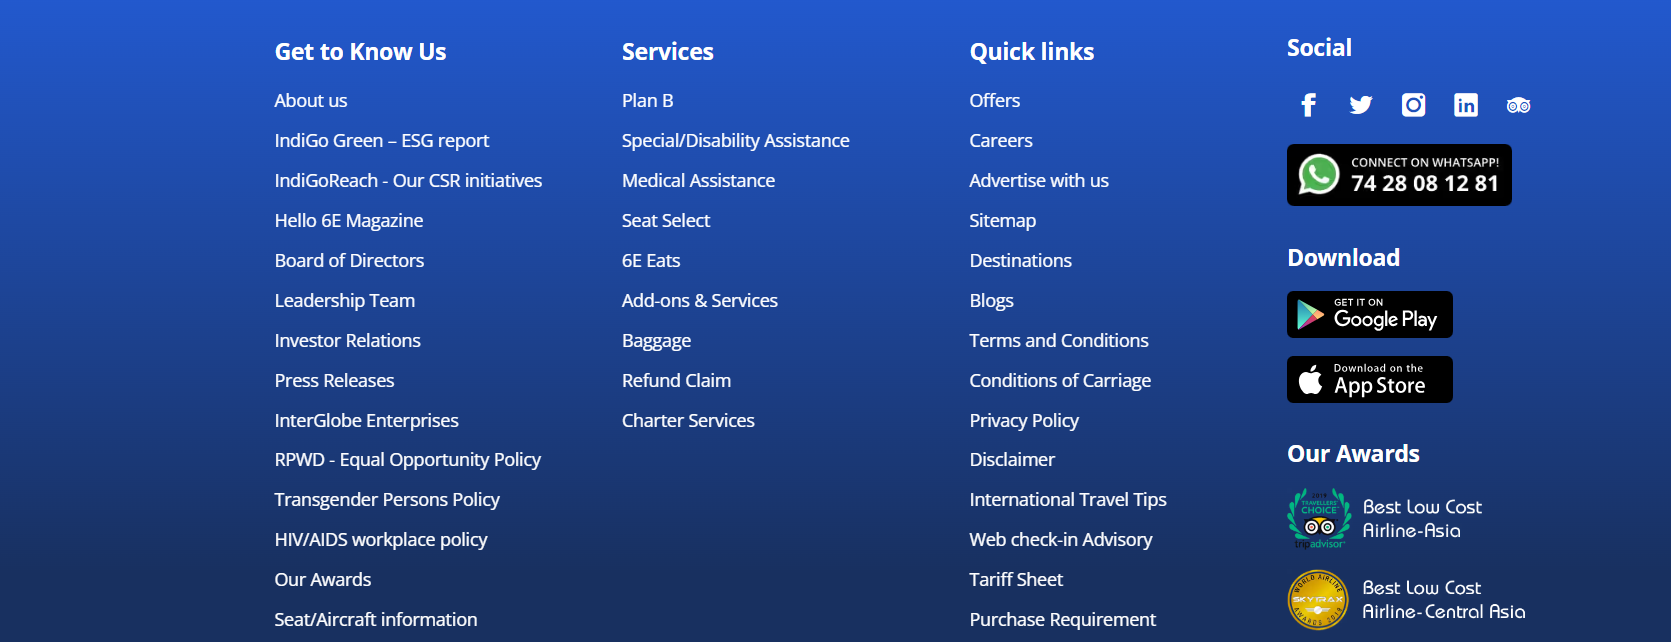 Get to Know Us
About us
IndiGo Green – ESG report
IndiGoReach - Our CSR initiatives
Hello 6E Magazine
Board of Directors
Leadership Team
Investor Relations
Press Releases
InterGlobe Enterprises
RPWD - Equal Opportunity Policy
Transgender Persons Policy
HIV/AIDS workplace policy
Our Awards
Seat/Aircraft information
Services
Plan B
Special/Disability Assistance
Medical Assistance
Seat Select
6E Eats
Add-ons & Services
Baggage
Refund Claim
Charter Services
Quick links
Offers
Careers
Advertise with us
Sitemap
Destinations
Blogs
Terms and Conditions
Conditions of Carriage
Privacy Policy
Disclaimer
International Travel Tips
Web check-in Advisory
Tariff Sheet
Purchase Requirement
Social
CONNECT ON WHATSAPP!
74 28 08 12 81
Download
GET IT ON
Google Play
Download on the
App Store
Our Awards
2019
TRAVELLERS'
CHOICE
tripadvisor
Best Low Cost
Airline-Asia
WORLD AIRLINE
SKYTRAX
AWARDS 2019
Best Low Cost
Airline-Central Asia